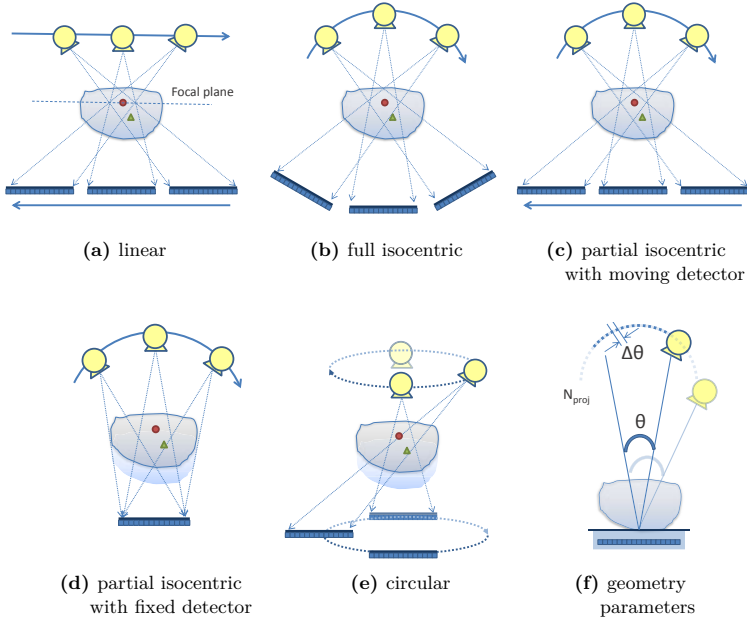 Focal plane
(a) linear
(b) full isocentric
(c) partial isocentric
with moving detector
Δθ
N_proj
θ
(d) partial isocentric
with fixed detector
(e) circular
(f) geometry
parameters